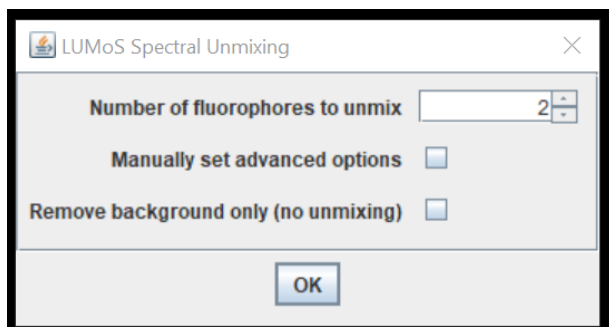 LUMoS Spectral Unmixing
Number of fluorophores to unmix 2
Manually set advanced options
Remove background only (no unmixing)
OK